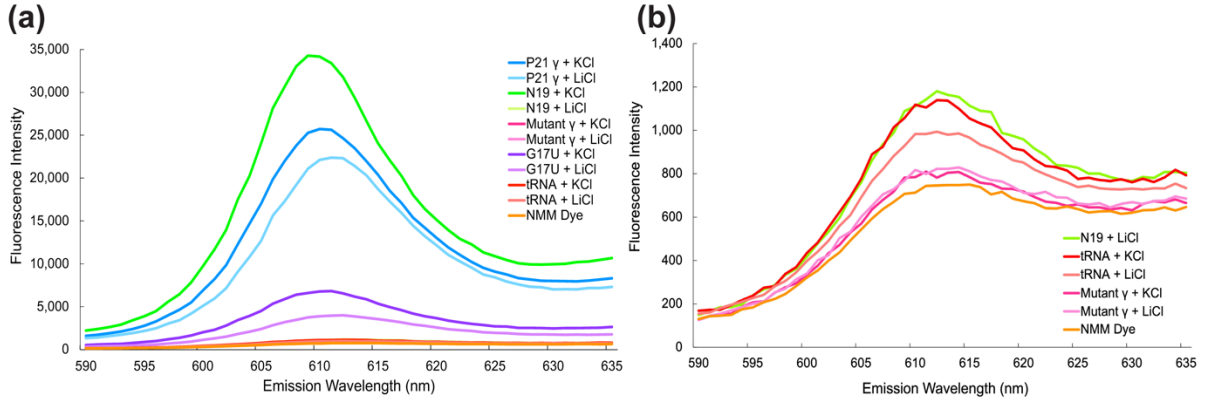 (a)
35,000
30,000
25,000
20,000
15,000
10,000
5,000
0
Fluorescence Intensity
590
595
600
605
610
615
620
625
630
635
Emission Wavelength (nm)
P21 γ + KCl
P21 γ + LiCl
N19 + KCl
N19 + LiCl
Mutant γ + KCl
Mutant γ + LiCl
G17U + KCl
G17U + LiCl
tRNA + KCl
tRNA + LiCl
NMM Dye
(b)
1,400
1,200
1,000
800
600
400
200
0
Fluorescence Intensity
590
595
600
605
610
615
620
625
630
635
Emission Wavelength (nm)
N19 + LiCl
tRNA + KCl
tRNA + LiCl
Mutant γ + KCl
Mutant γ + LiCl
NMM Dye